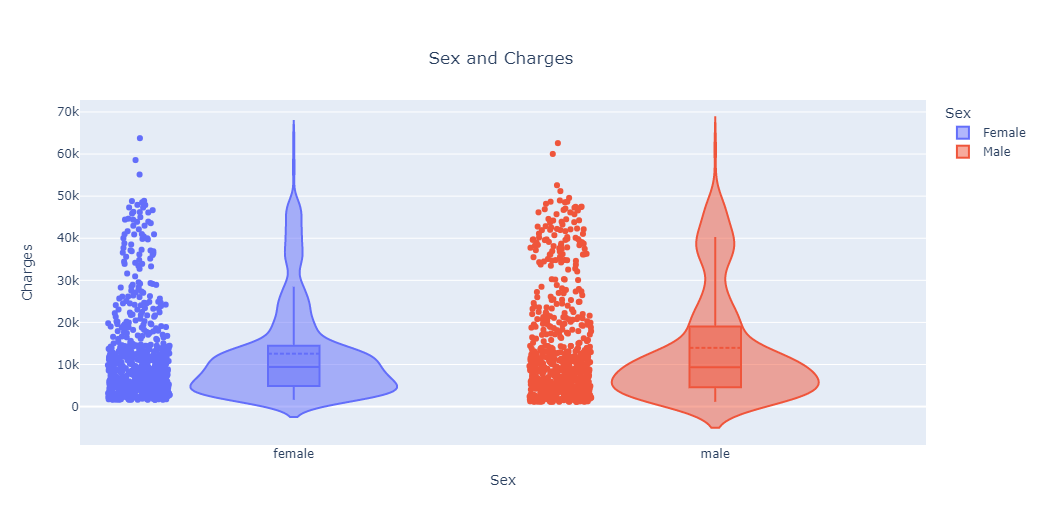 Sex and Charges
70k
60k
50k
40k
30k
20k
10k
0
Charges
female
male
Sex
Sex
Female
Male